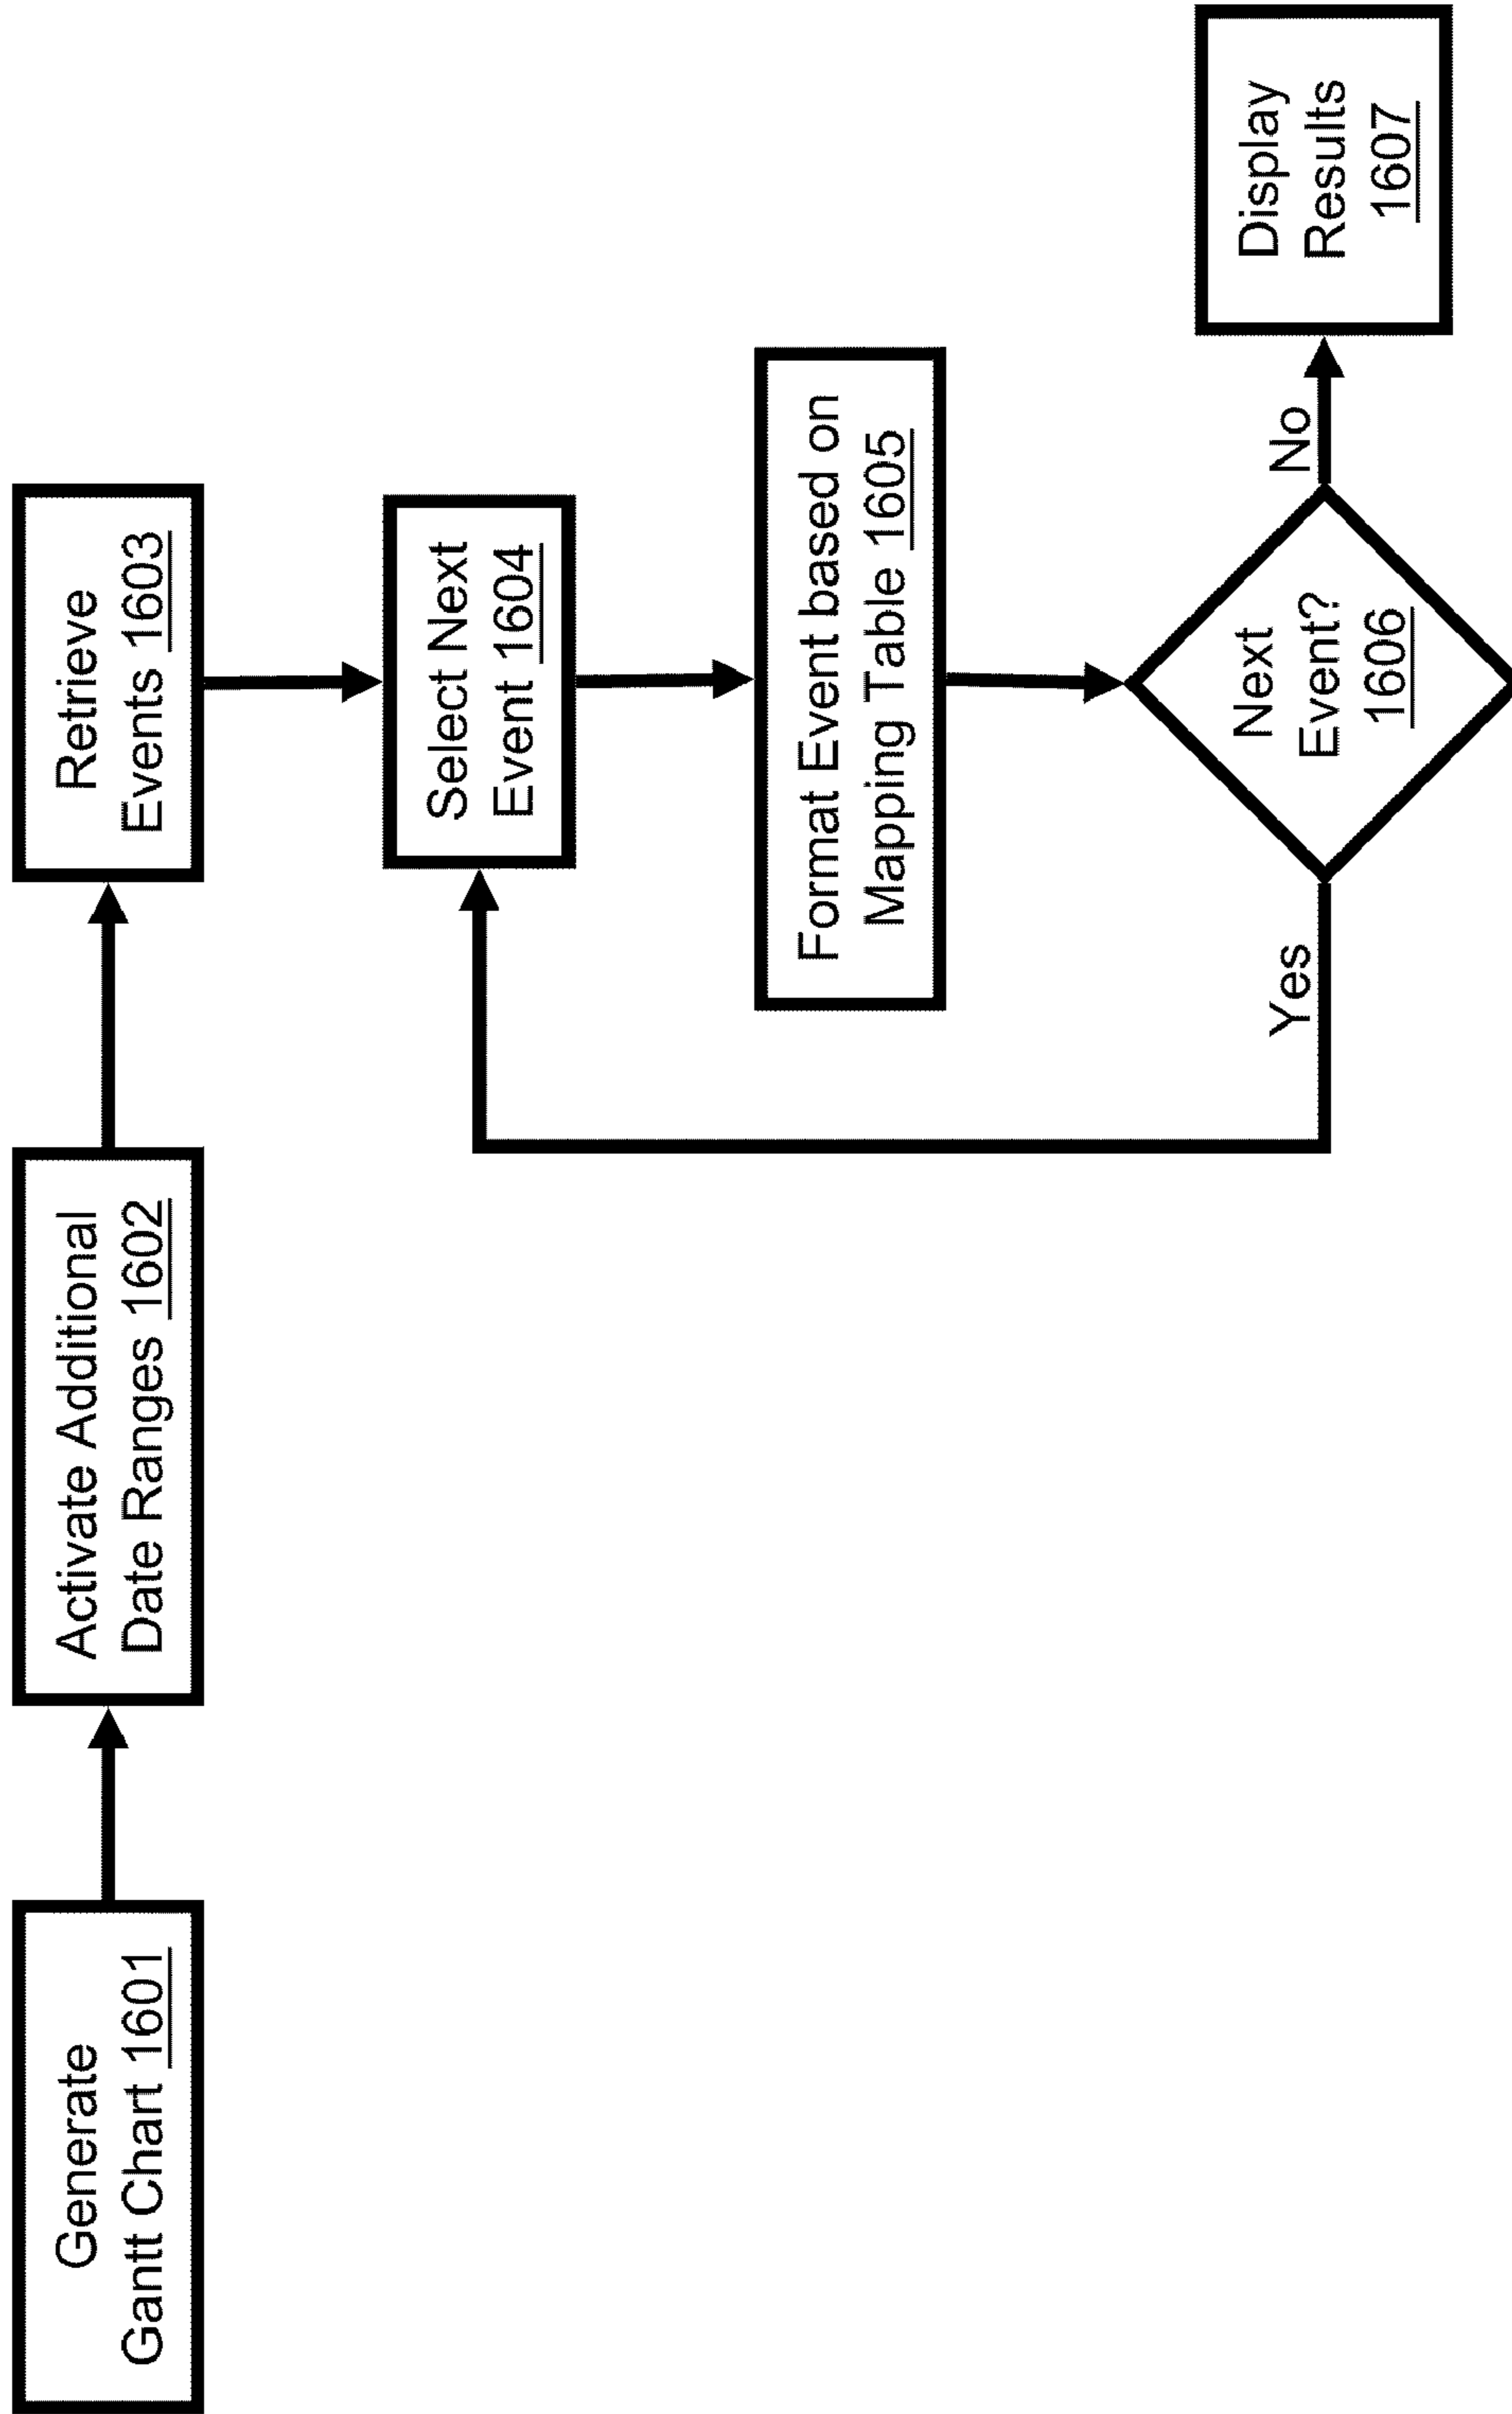 Generate
Gantt Chart 1601
Activate Additional
Date Ranges 1602
Retrieve
Events 1603
Select Next
Event 1604
Format Event based on
Mapping Table 1605
Next
Event?
1606
Yes
No
Display
Results
1607